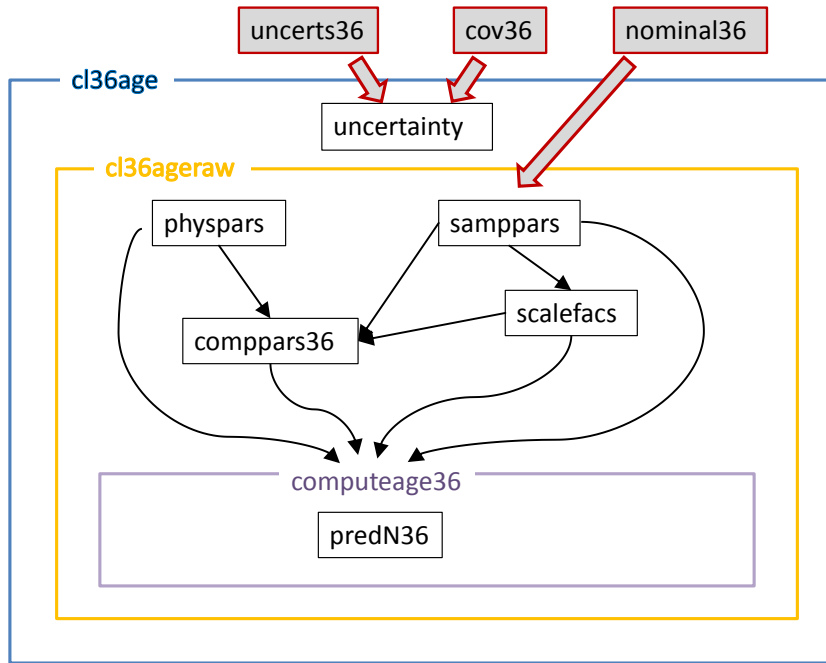 uncerts36
cov36
nominal36
cl36age
uncertainty
cl36ageraw
physpars
samppars
scalefacs
comppars36
computeage36
predN36